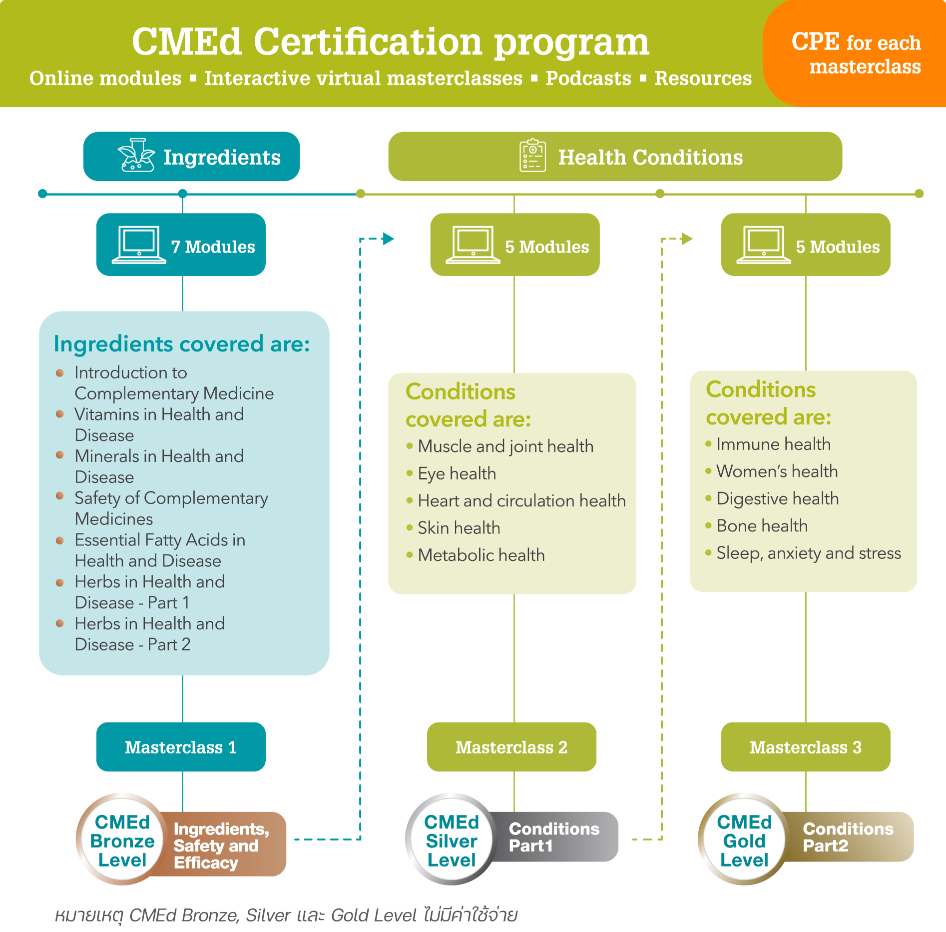 CMEd Certification program
Online modules ▪ Interactive virtual masterclasses ▪ Podcasts ▪ Resources
CPE for each
masterclass
Ingredients
Health Conditions
7 Modules
5 Modules
5 Modules
Ingredients covered are:
• Introduction to
Complementary Medicine
• Vitamins in Health and
Disease
• Minerals in Health and
Disease
• Safety of Complementary
Medicines
• Essential Fatty Acids in
Health and Disease
• Herbs in Health and
Disease - Part 1
• Herbs in Health and
Disease - Part 2
Conditions
covered are:
• Muscle and joint health
• Eye health
• Heart and circulation health
• Skin health
• Metabolic health
Conditions
covered are:
• Immune health
• Women’s health
• Digestive health
• Bone health
• Sleep, anxiety and stress
Masterclass 1
Masterclass 2
Masterclass 3
CMEd
Bronze
Level
Ingredients,
Safety and
Efficacy
CMEd
Silver
Level
Conditions
Part1
CMEd
Gold
Level
Conditions
Part2
หมายเหตุ CMEd Bronze, Silver และ Gold Level ไม่มีค่าใช้จ่าย